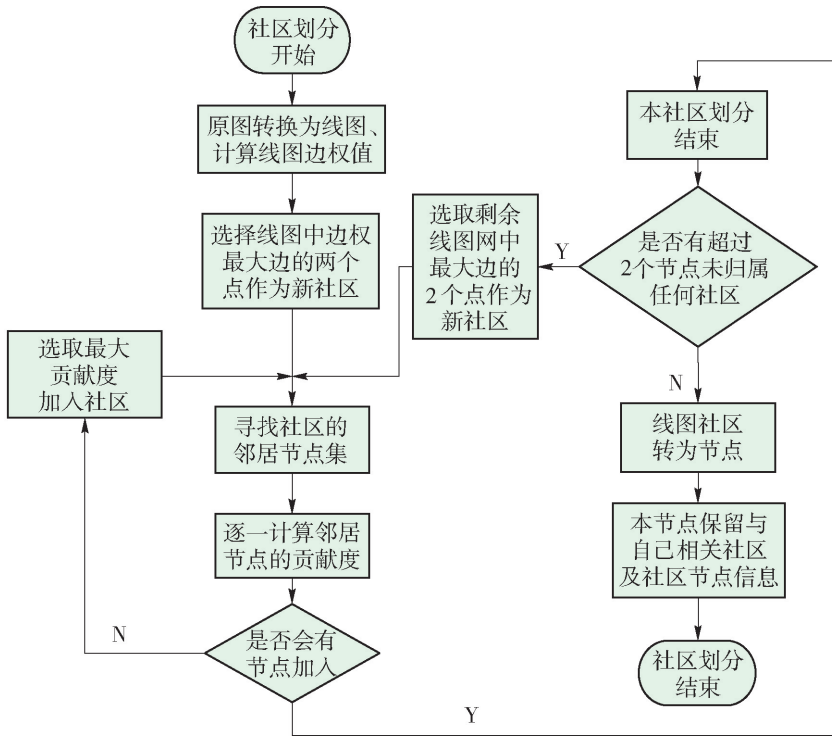 社区划分
开始
原图转换为线图、
计算线图边权值
选择线图中边权
最大边的两个
点作为新社区
选取最大
贡献度
加入社区
寻找社区的
邻居节点集
逐一计算邻居
节点的贡献度
是否会有
节点加入
N
Y
选取剩余
线图网中
最大边的
2个点作为
新社区
Y
本社区划分
结束
是否有超过
2个节点未归属
任何社区
N
线图社区
转为节点
本节点保留与
自己相关社区
及社区节点信息
社区划分
结束